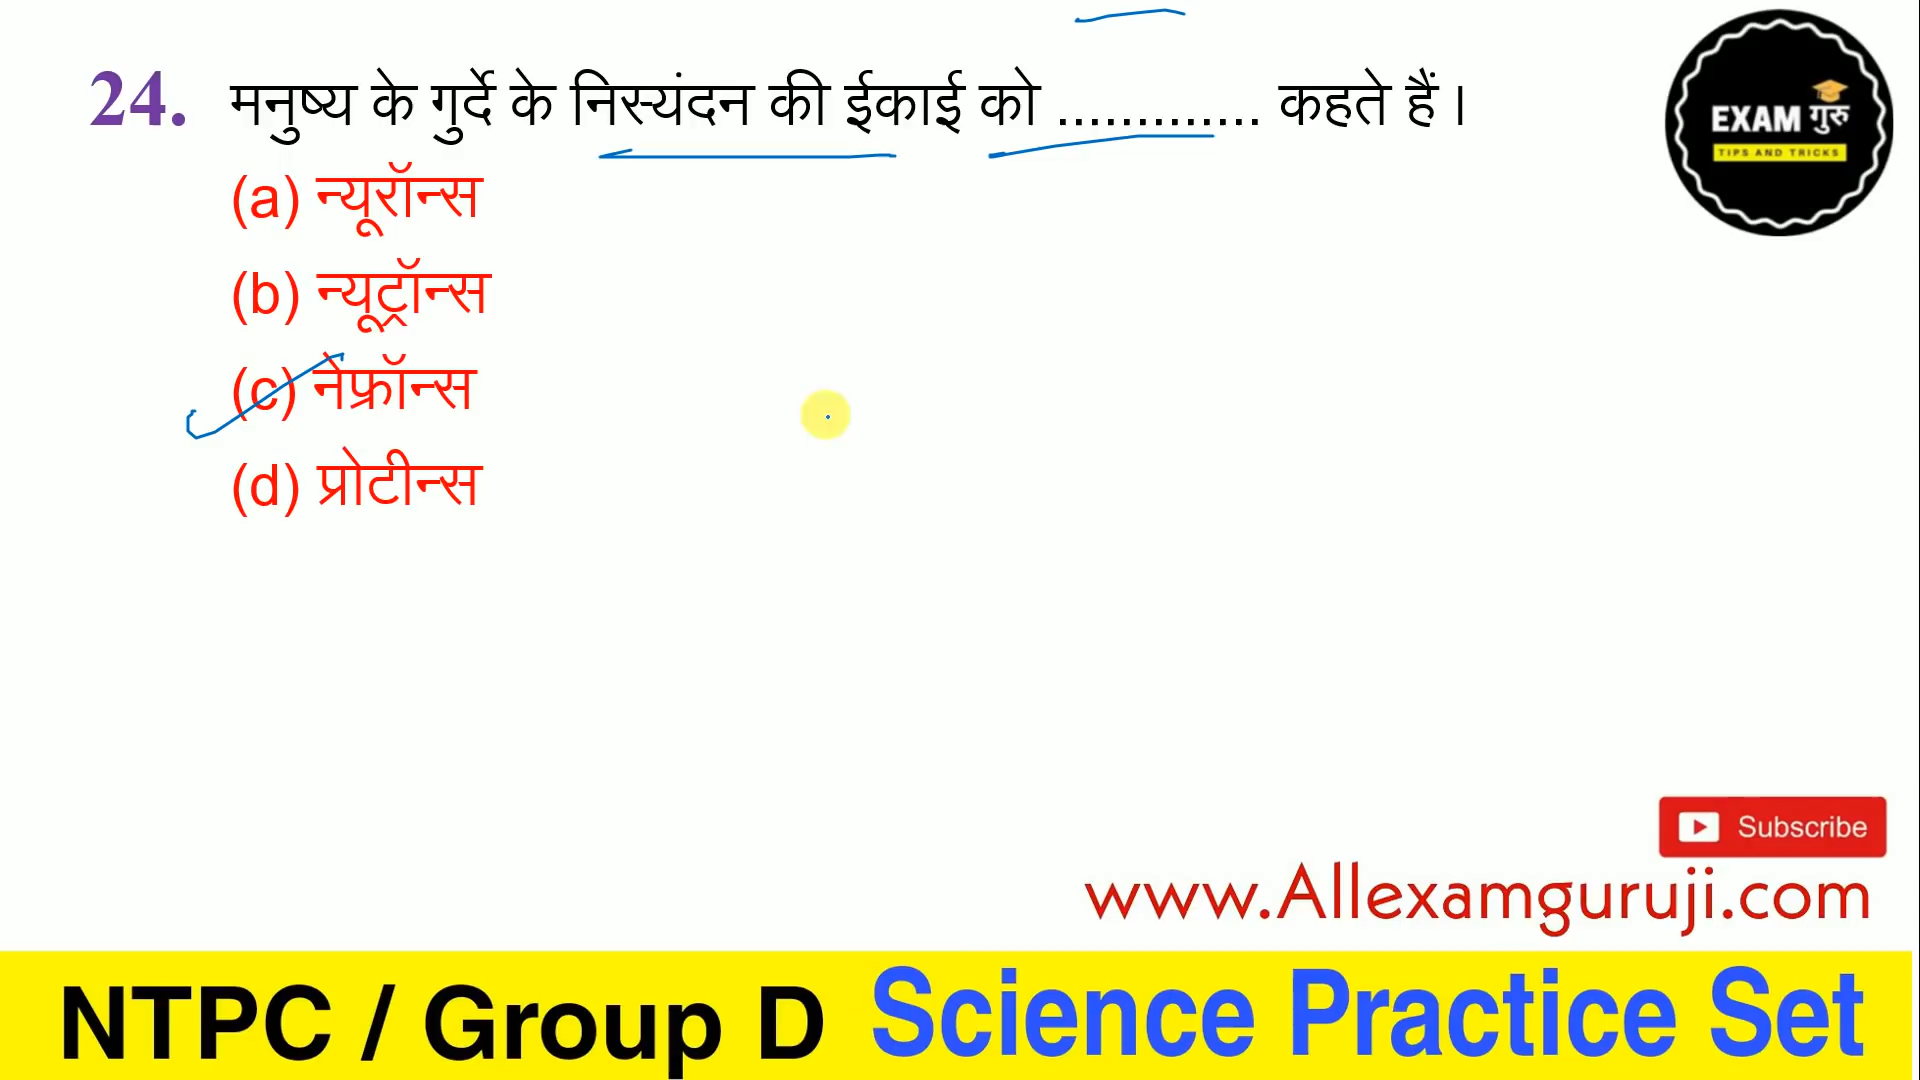 24. मनुष्य के गुर्दे के निस्यंदन की ईकाई को ............. कहते हैं।
(a) न्यूरॉन्स
(b) न्यूट्रॉन्स
(c) नेफ्रॉन्स
(d) प्रोटीन्स
EXAM गुरु
TIPS AND TRICKS
Subscribe
www.Allexamguruji.com
NTPC / Group D Science Practice Set